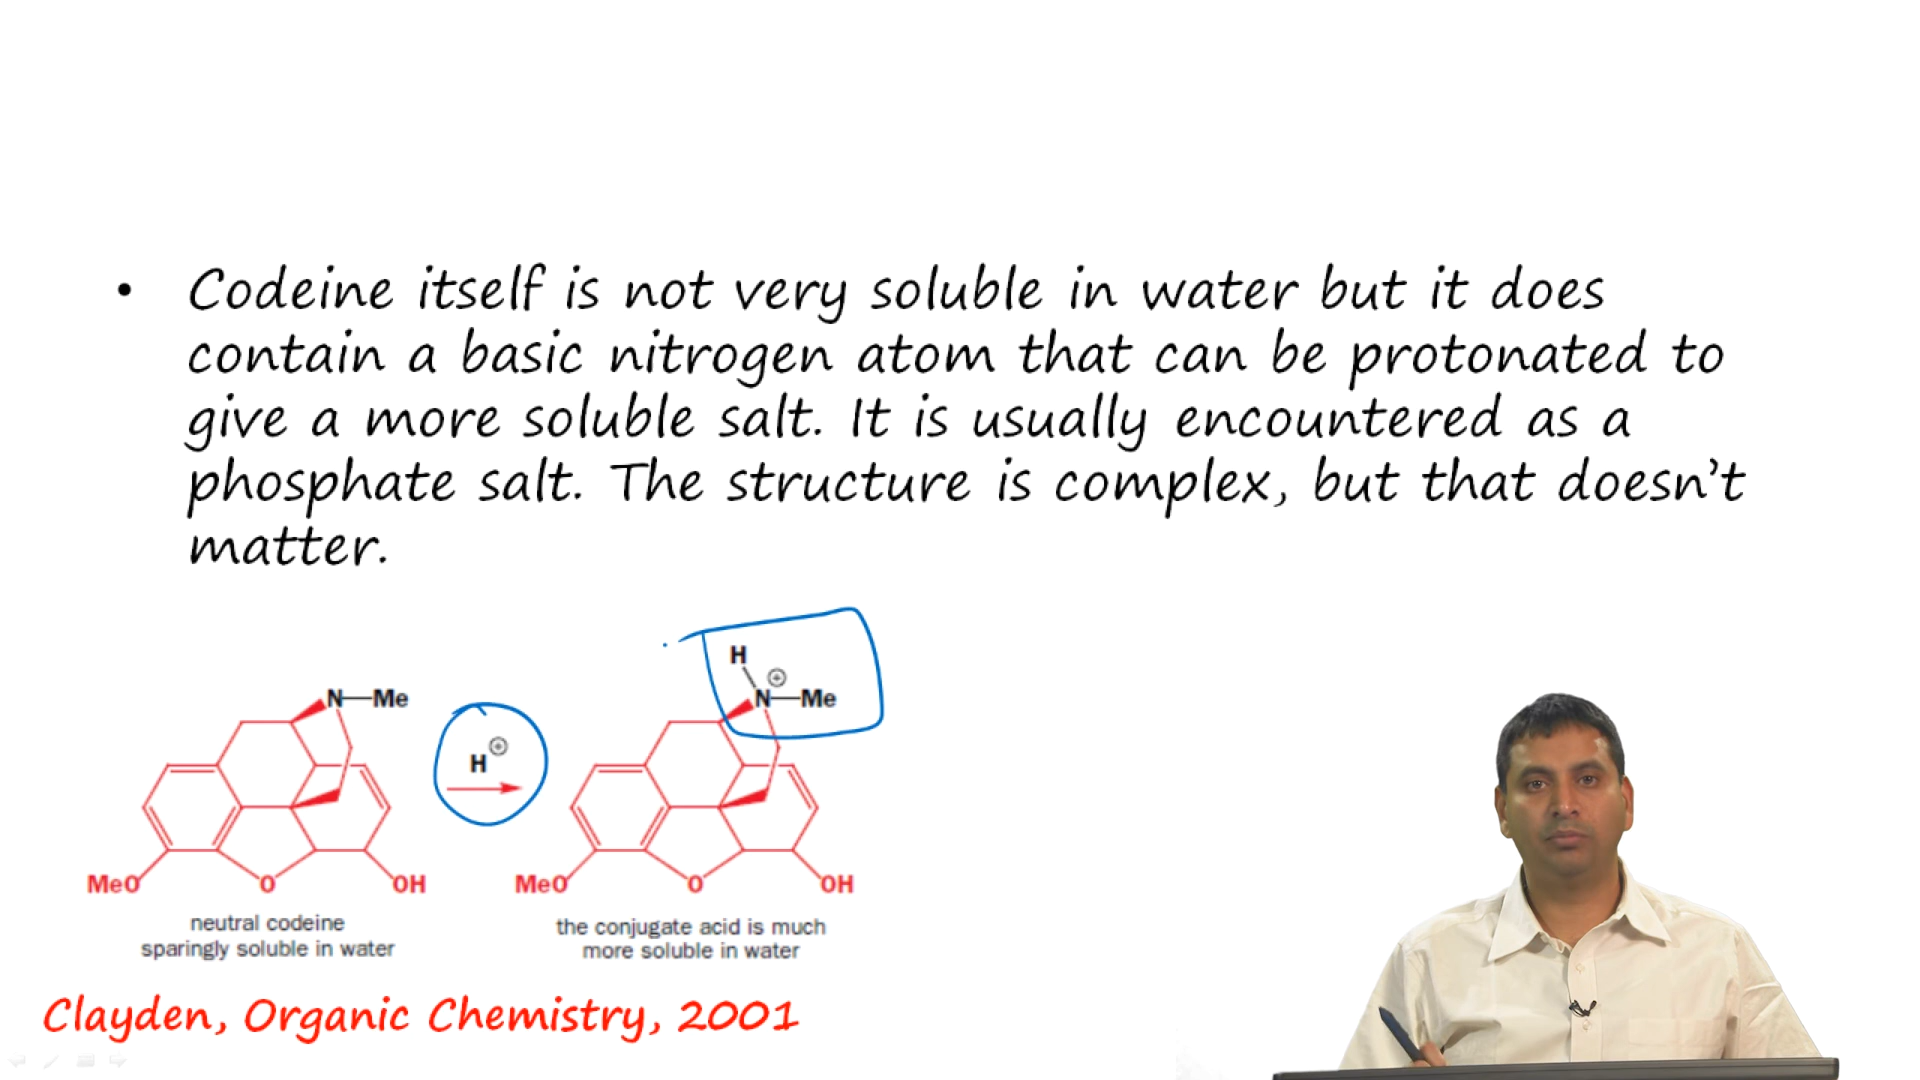 • Codeine itself is not very soluble in water but it does
contain a basic nitrogen atom that can be protonated to
give a more soluble salt. It is usually encountered as a
phosphate salt. The structure is complex, but that doesn't
matter.
H
⊕
N—Me
N—Me
H⊕
MeO
O
OH
MeO
O
OH
neutral codeine
sparingly soluble in water
the conjugate acid is much
more soluble in water
Clayden, Organic Chemistry, 2001